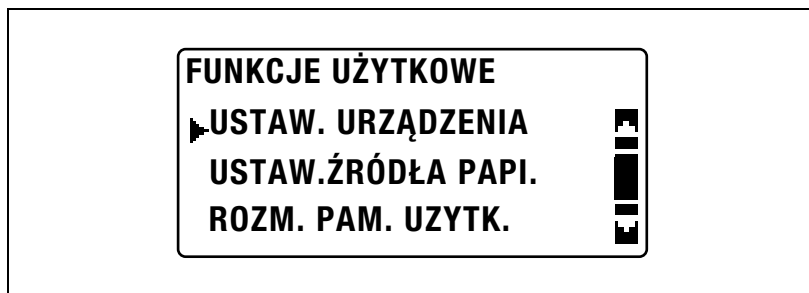 FUNKCJE UŻYTKOWE
USTAW. URZĄDZENIA
USTAW.ŹRÓDŁA PAPI.
ROZM. PAM. UZYTK.